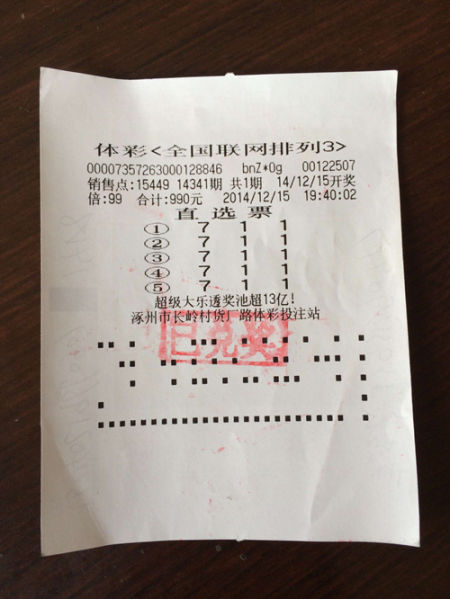 体彩<全国联网排列3>
00007357263000128846 bnZ*Og 00122507
销售点:15449 14341期 共1期 14/12/15开奖
倍:99 合计:990元 2014/12/15 19:40:02
直选票
① 7 1 1
② 7 1 1
③ 7 1 1
④ 7 1 1
⑤ 7 1 1
超级大乐透奖池超13亿!
涿州市长岭村货厂路体彩投注站
已兑奖